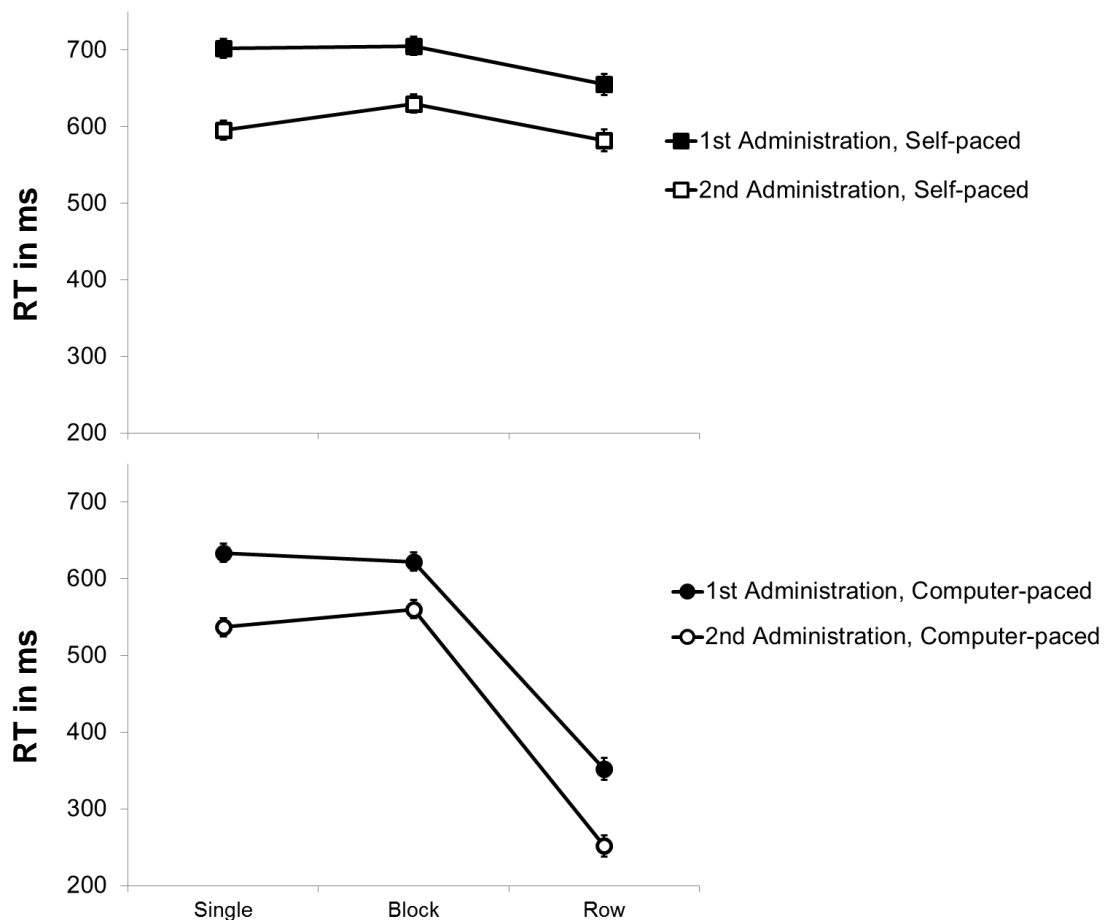 700
600
500
400
300
200
RT in ms
1st Administration, Self-paced
2nd Administration, Self-paced
700
600
500
400
300
200
RT in ms
1st Administration, Computer-paced
2nd Administration, Computer-paced
Single Block Row